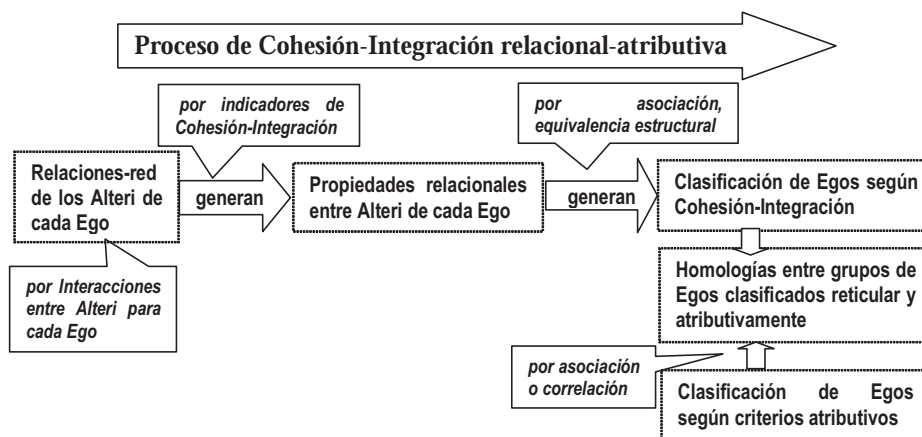 Proceso de Cohesión-Integración relacional-atributiva
por indicadores de
Cohesión-Integración
por asociación,
equivalencia estructural
Relaciones-red
de los Alteri de
cada Ego
generan
Propiedades relacionales
entre Alteri de cada Ego
generan
Clasificación de Egos según
Cohesión-Integración
por Interacciones
entre Alteri para
cada Ego
Homologías entre grupos de
Egos clasificados reticular y
atributivamente
por asociación
o correlación
Clasificación de Egos
según criterios atributivos